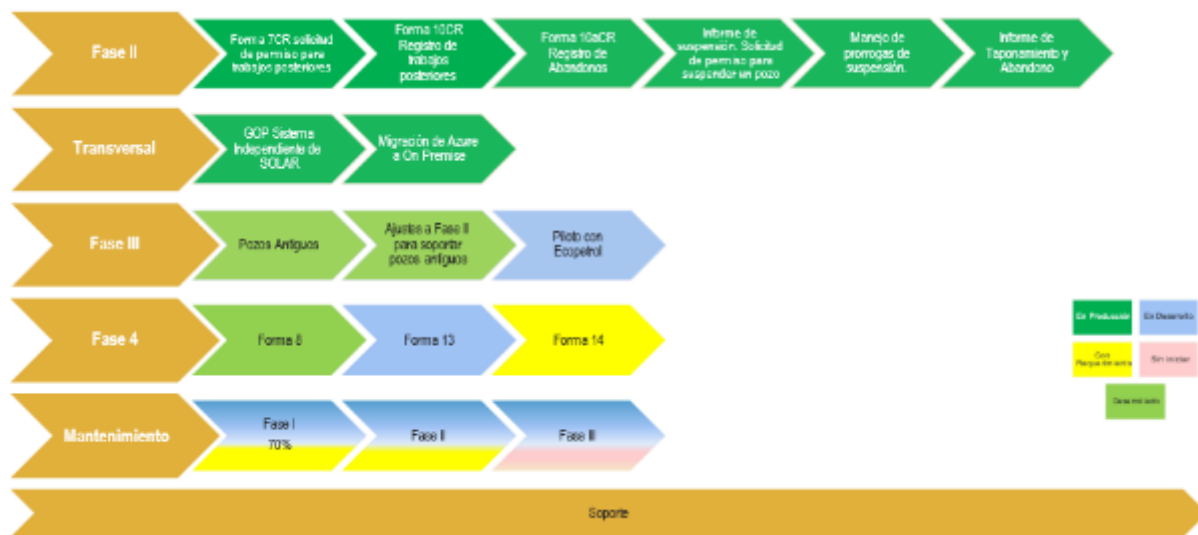 Fase II
Forma 7CR solicitud
de permiso para
trabajos posteriores
Forma 10CR
Registro de
trabajos
posteriores
Forma 10aCR
Registro de
Abandonos
Informe de
suspensión. Solicitud
de permiso para
suspender un pozo
Manejo de
prorrogas de
suspensión.
Informe de
Taponamiento y
Abandono
Transversal
GOP Sistema
Independiente de
SOLAR
Migración de Azure
a On Premise
Fase III
Pozos Antiguos
Ajustes a Fase II
para soportar
pozos antiguos
Piloto con
Ecopetrol
Fase 4
Forma 8
Forma 13
Forma 14
En Producción
En Desarrollo
Con
Requerimiento
Sin iniciar
Mantenimiento
Fase I
70%
Fase II
Fase III
Soporte